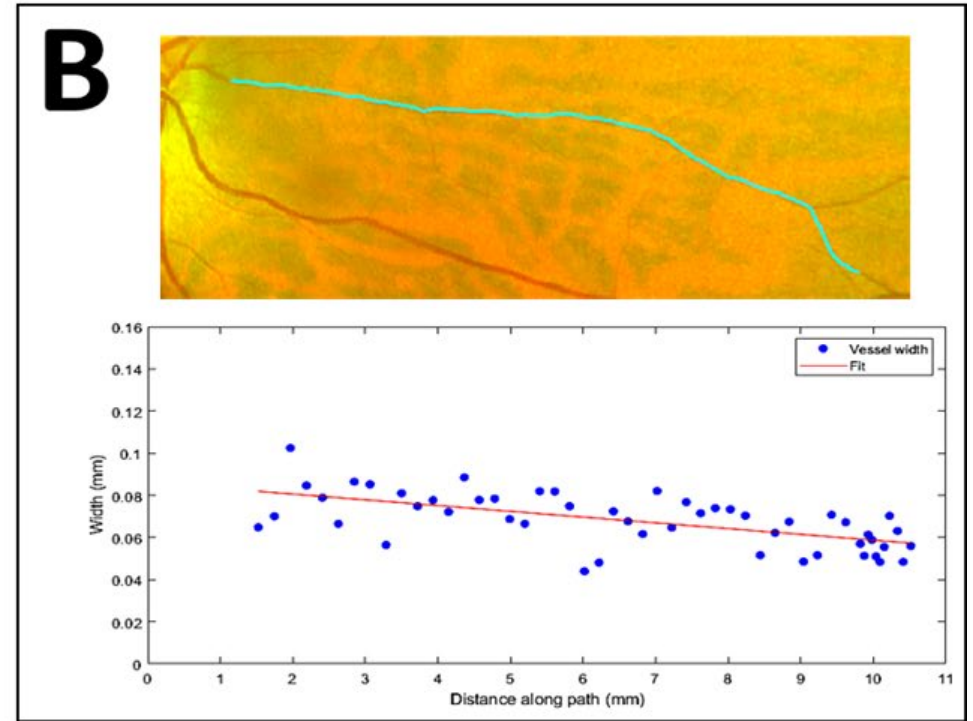 B
0.16
0.14
0.12
0.1
0.08
0.06
0.04
0.02
0
Width (mm)
Vessel width
Fit
0 1 2 3 4 5 6 7 8 9 10 11
Distance along path (mm)